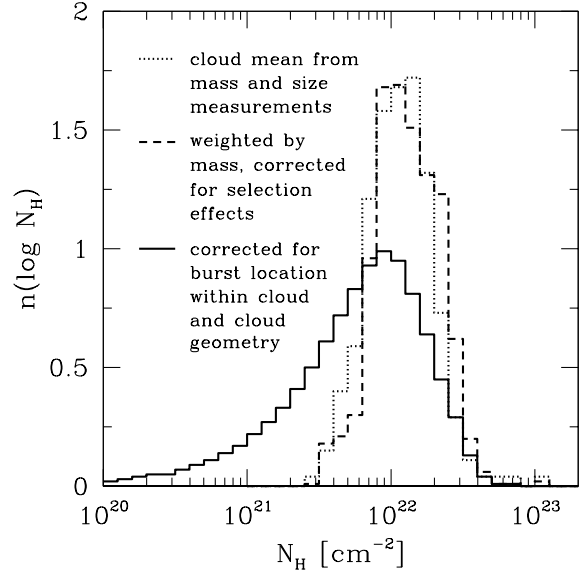 2
1.5
1
0.5
0
n(log N_H)
cloud mean from
mass and size
measurements
weighted by
mass, corrected
for selection
effects
corrected for
burst location
within cloud
and cloud
geometry
10^20 10^21 10^22 10^23
N_H [cm^−2]